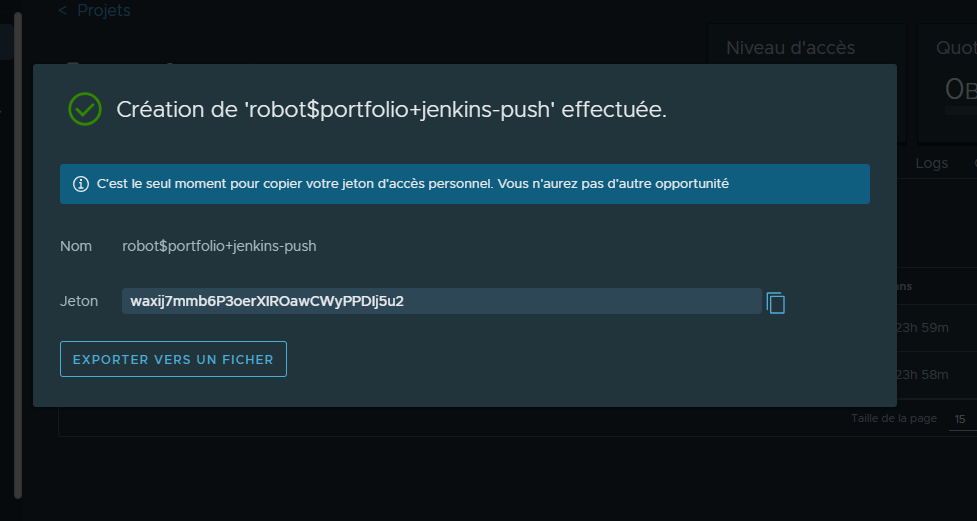 < Projets
Niveau d'accès
Création de 'robot$portfolio+jenkins-push' effectuée.
C'est le seul moment pour copier votre jeton d'accès personnel. Vous n'aurez pas d'autre opportunité
Logs
Nom robot$portfolio+jenkins-push
Jeton waxij7mmb6P3oerXIROawCWyPPDIj5u2
23h 59m
EXPORTER VERS UN FICHER
23h 58m
Taille de la page 15